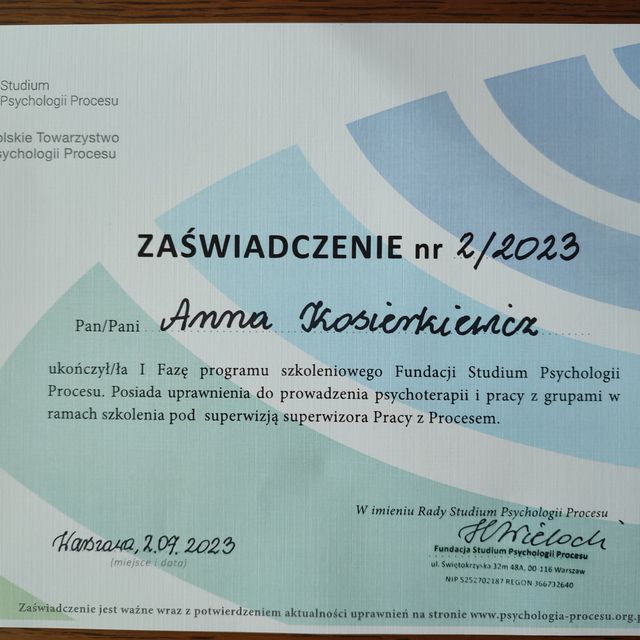 Studium
Psychologii Procesu
olskie Towarzystwo
sychologii Procesu
ZAŚWIADCZENIE nr 2/2023
Pan/Pani Anna Kosierkiewicz
ukończył/ła I Fazę programu szkoleniowego Fundacji Studium Psychologii
Procesu. Posiada uprawnienia do prowadzenia psychoterapii i pracy z grupami w
ramach szkolenia pod superwizją superwizora Pracy z Procesem.
W imieniu Rady Studium Psychologii Procesu
HWieloch
Warszawa, 2.09.2023
(miejsce i data)
Fundacja Studium Psychologii Procesu
ul. Świętokrzyska 32m 48A, 00-116 Warszaw
NIP 5252702187 REGON 366732640
Zaświadczenie jest ważne wraz z potwierdzeniem aktualności uprawnień na stronie www.psychologia-procesu.org.p